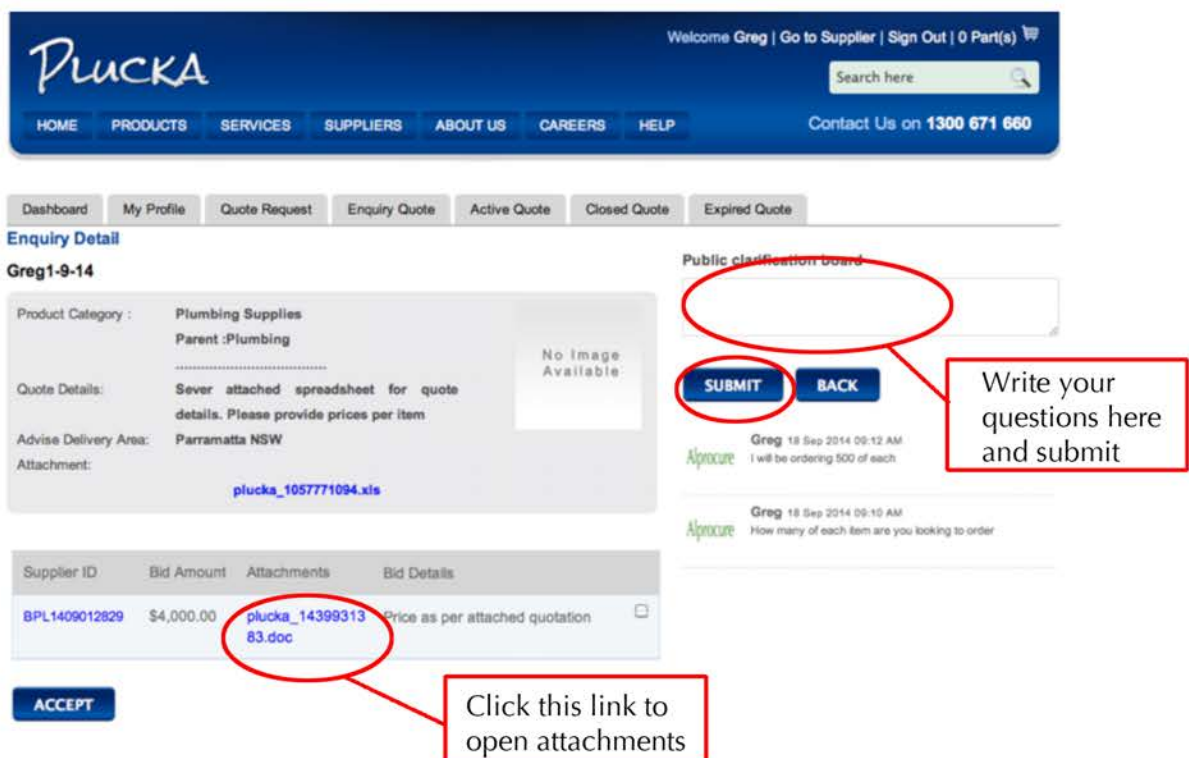 PLUCKA
Welcome Greg | Go to Supplier | Sign Out | 0 Part(s)
Search here
HOME PRODUCTS SERVICES SUPPLIERS ABOUT US CAREERS HELP
Contact Us on 1300 671 660
Dashboard My Profile Quote Request Enquiry Quote Active Quote Closed Quote Expired Quote
Enquiry Detail
Greg1-9-14
Product Category : Plumbing Supplies
Parent :Plumbing
-----------------------------------
No Image
Available
Quote Details: Sever attached spreadsheet for quote
details. Please provide prices per item
Advise Delivery Area: Parramatta NSW
Attachment:
plucka_1057771094.xls
Supplier ID Bid Amount Attachments Bid Details
BPL1409012829 $4,000.00 plucka_14399313 Price as per attached quotation
83.doc
ACCEPT
Click this link to
open attachments
Public clarification board
SUBMIT BACK
Write your
questions here
and submit
Greg 18 Sep 2014 09:12 AM
Alprocure I will be ordering 500 of each
Greg 18 Sep 2014 09:10 AM
Alprocure How many of each item are you looking to order